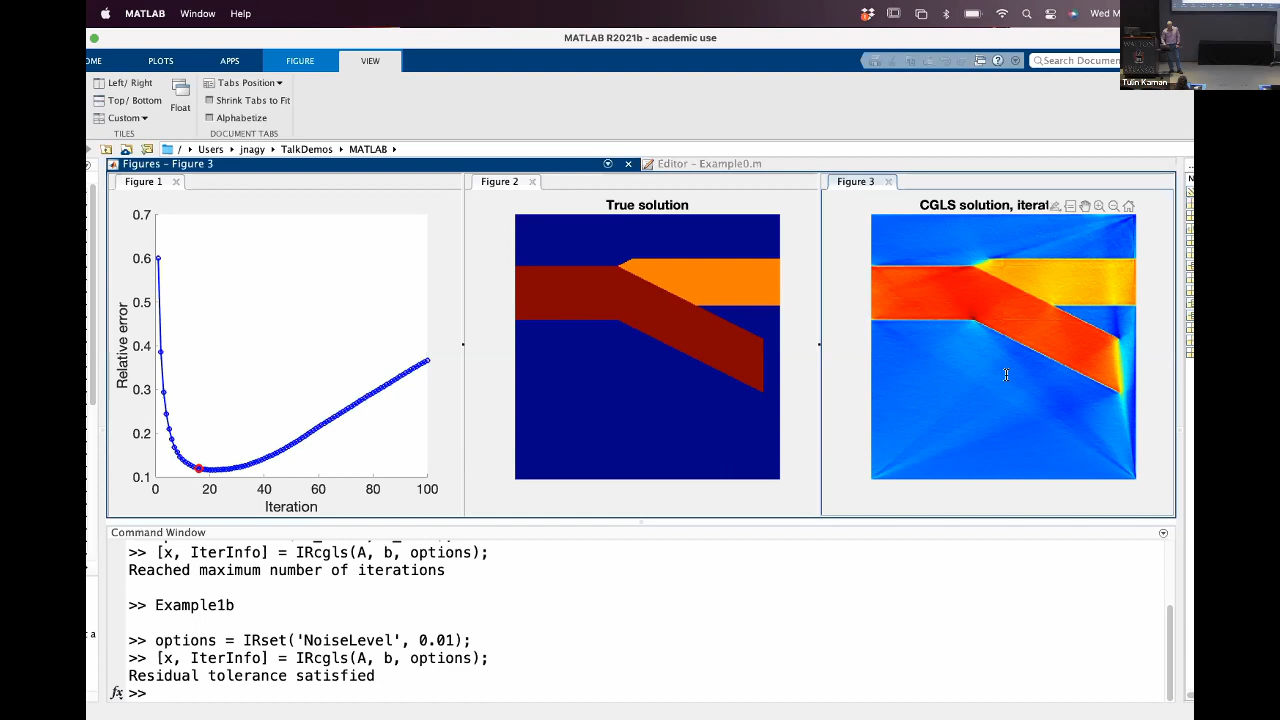 MATLAB Window Help
Wed M
MATLAB R2021b - academic use
OME PLOTS APPS FIGURE VIEW
Search Documen
Left/ Right
Top/ Bottom
Custom
Float
Tabs Position
Shrink Tabs to Fit
Alphabetize
TILES DOCUMENT TABS
WALTON
Tulin Kaman
/ Users jnagy TalkDemos MATLAB
Figures - Figure 3
Editor - Example0.m
Figure 1
Figure 2
Figure 3
0.7
0.6
0.5
0.4
0.3
0.2
0.1
Relative error
0 20 40 60 80 100
Iteration
True solution
CGLS solution, iterat
Command Window
>> [x, IterInfo] = IRcgls(A, b, options);
Reached maximum number of iterations
>> Example1b
>> options = IRset('NoiseLevel', 0.01);
>> [x, IterInfo] = IRcgls(A, b, options);
Residual tolerance satisfied
fx >>
t a